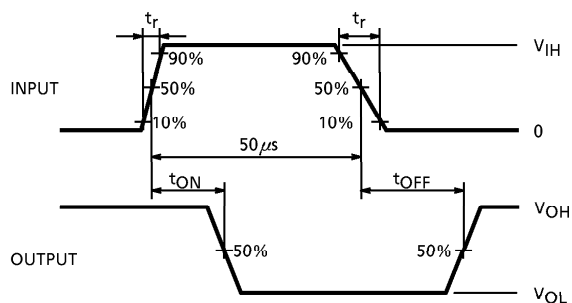 tr tr
90% 90% VIH
INPUT 50% 50%
10% 10% 0
50μs
tON tOFF
VOH
50% 50%
OUTPUT
VOL